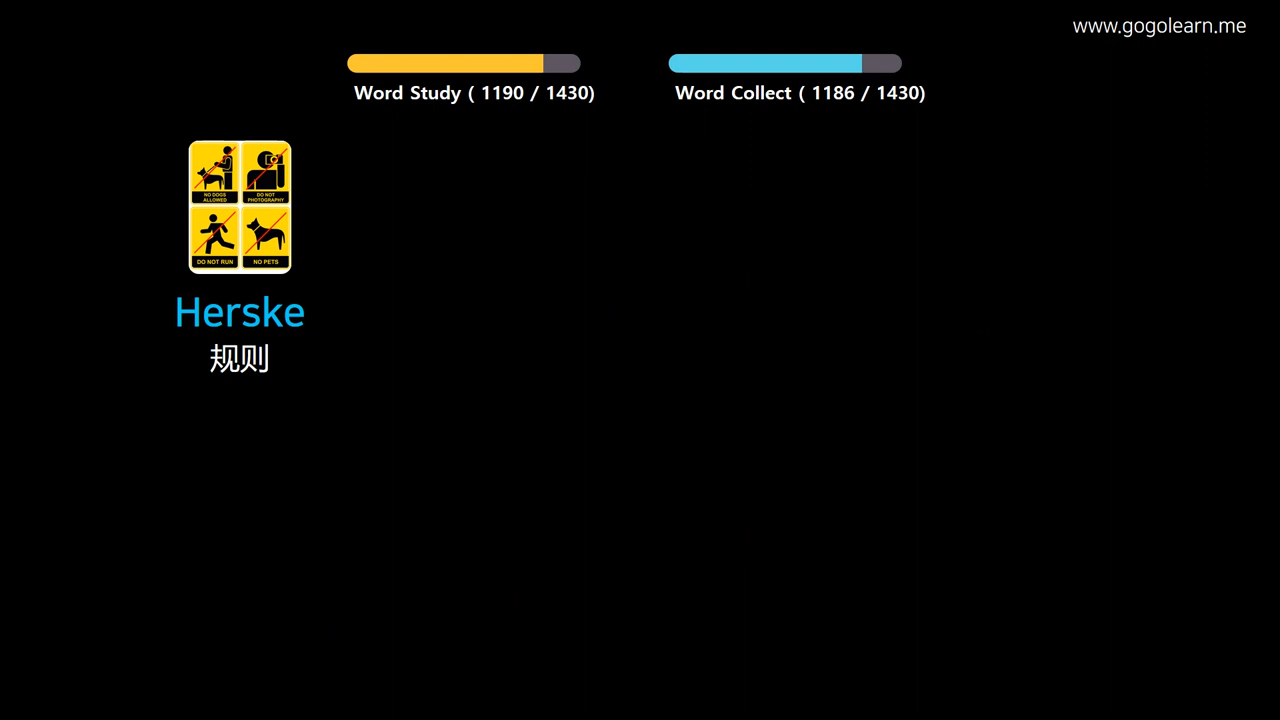 www.gogolearn.me
Word Study ( 1190 / 1430)
Word Collect ( 1186 / 1430)
NO DOGS
ALLOWED
DO NOT
PHOTOGRAPHY
DO NOT RUN
NO PETS
Herske
规则